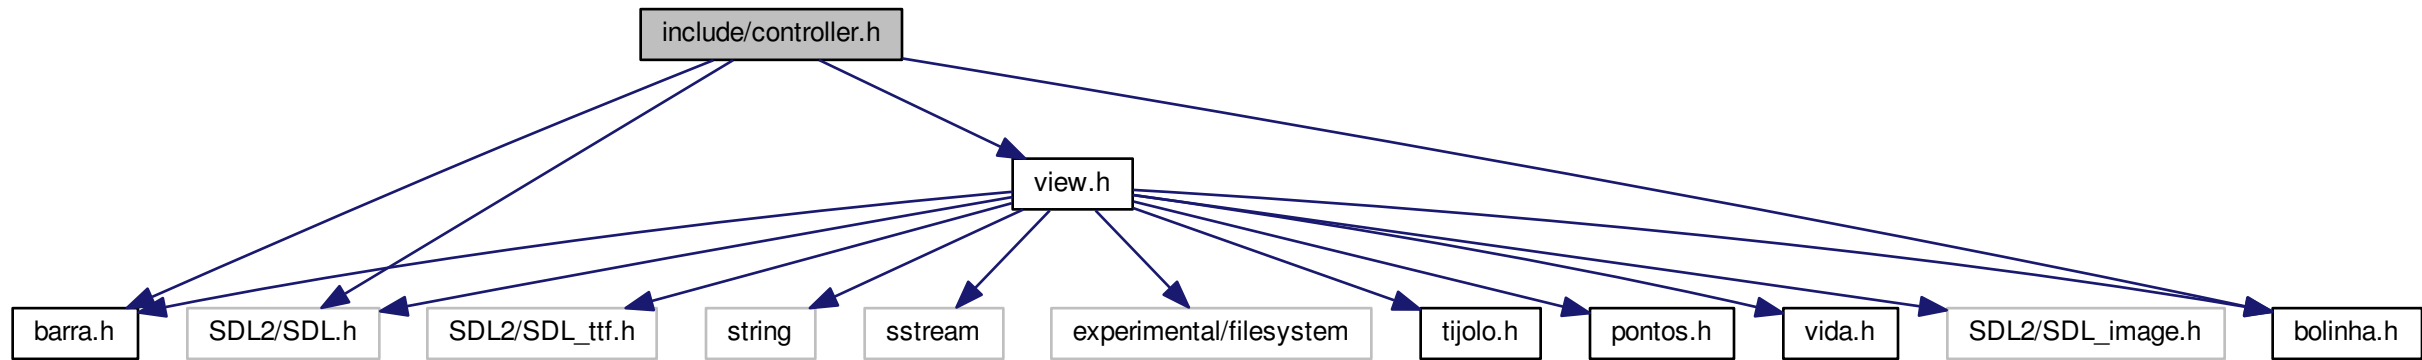 include/controller.h
view.h
barra.h
SDL2/SDL.h
SDL2/SDL_ttf.h
string
sstream
experimental/filesystem
tijolo.h
pontos.h
vida.h
SDL2/SDL_image.h
bolinha.h